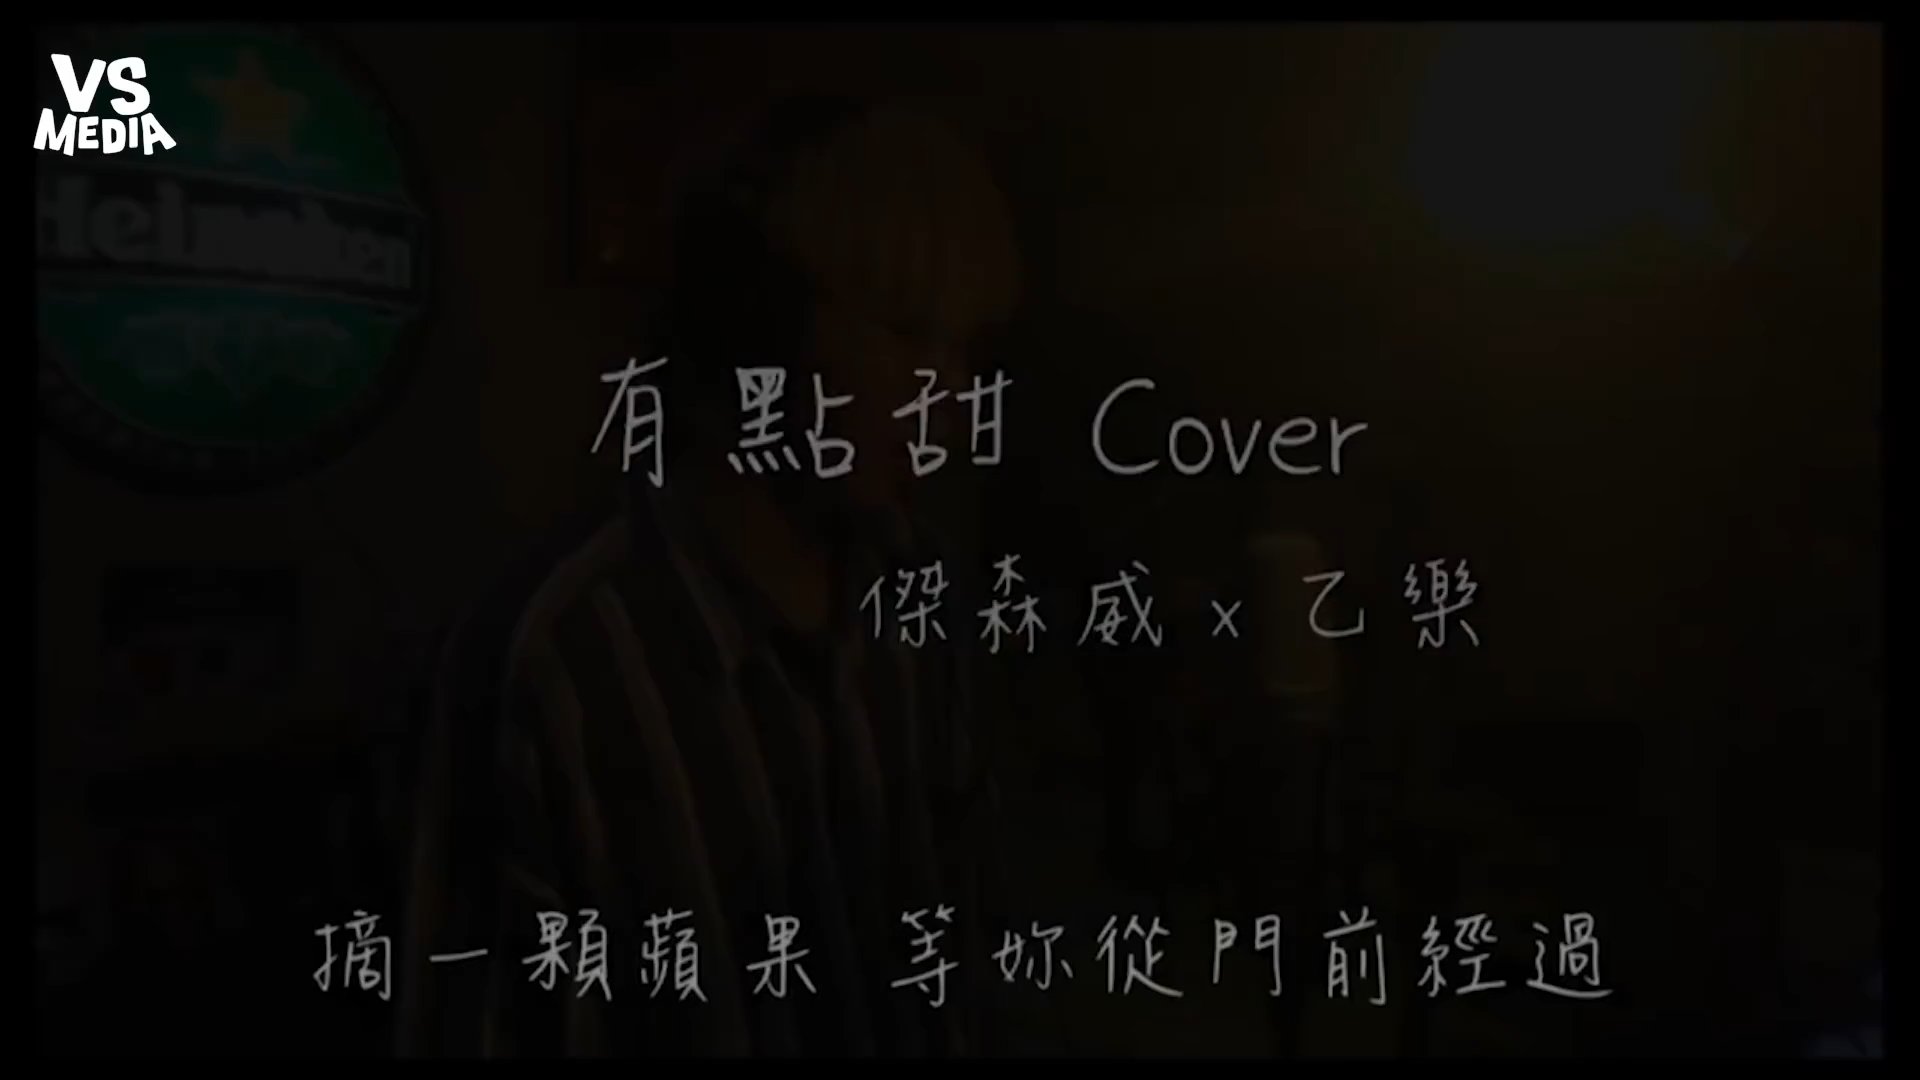 VS
MEDIA
Heineken
有點甜 Cover
傑森威 x 乙樂
摘一顆蘋果 等妳從門前經過